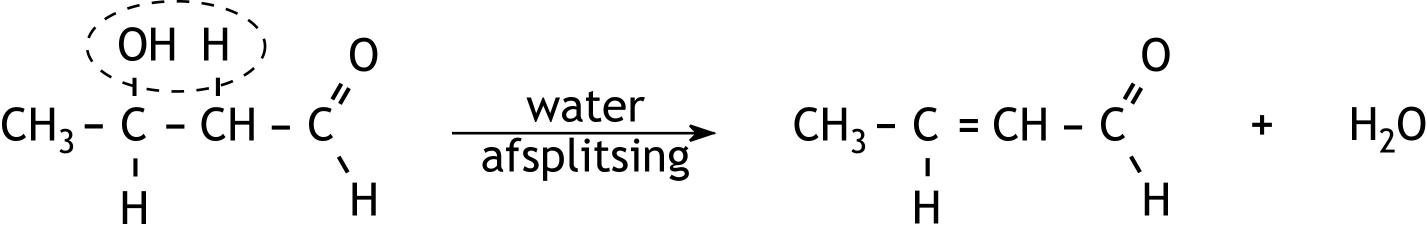 OH H O O
CH₃ – C – CH – C water CH₃ – C = CH – C + H₂O
afsplitsing
H H H H